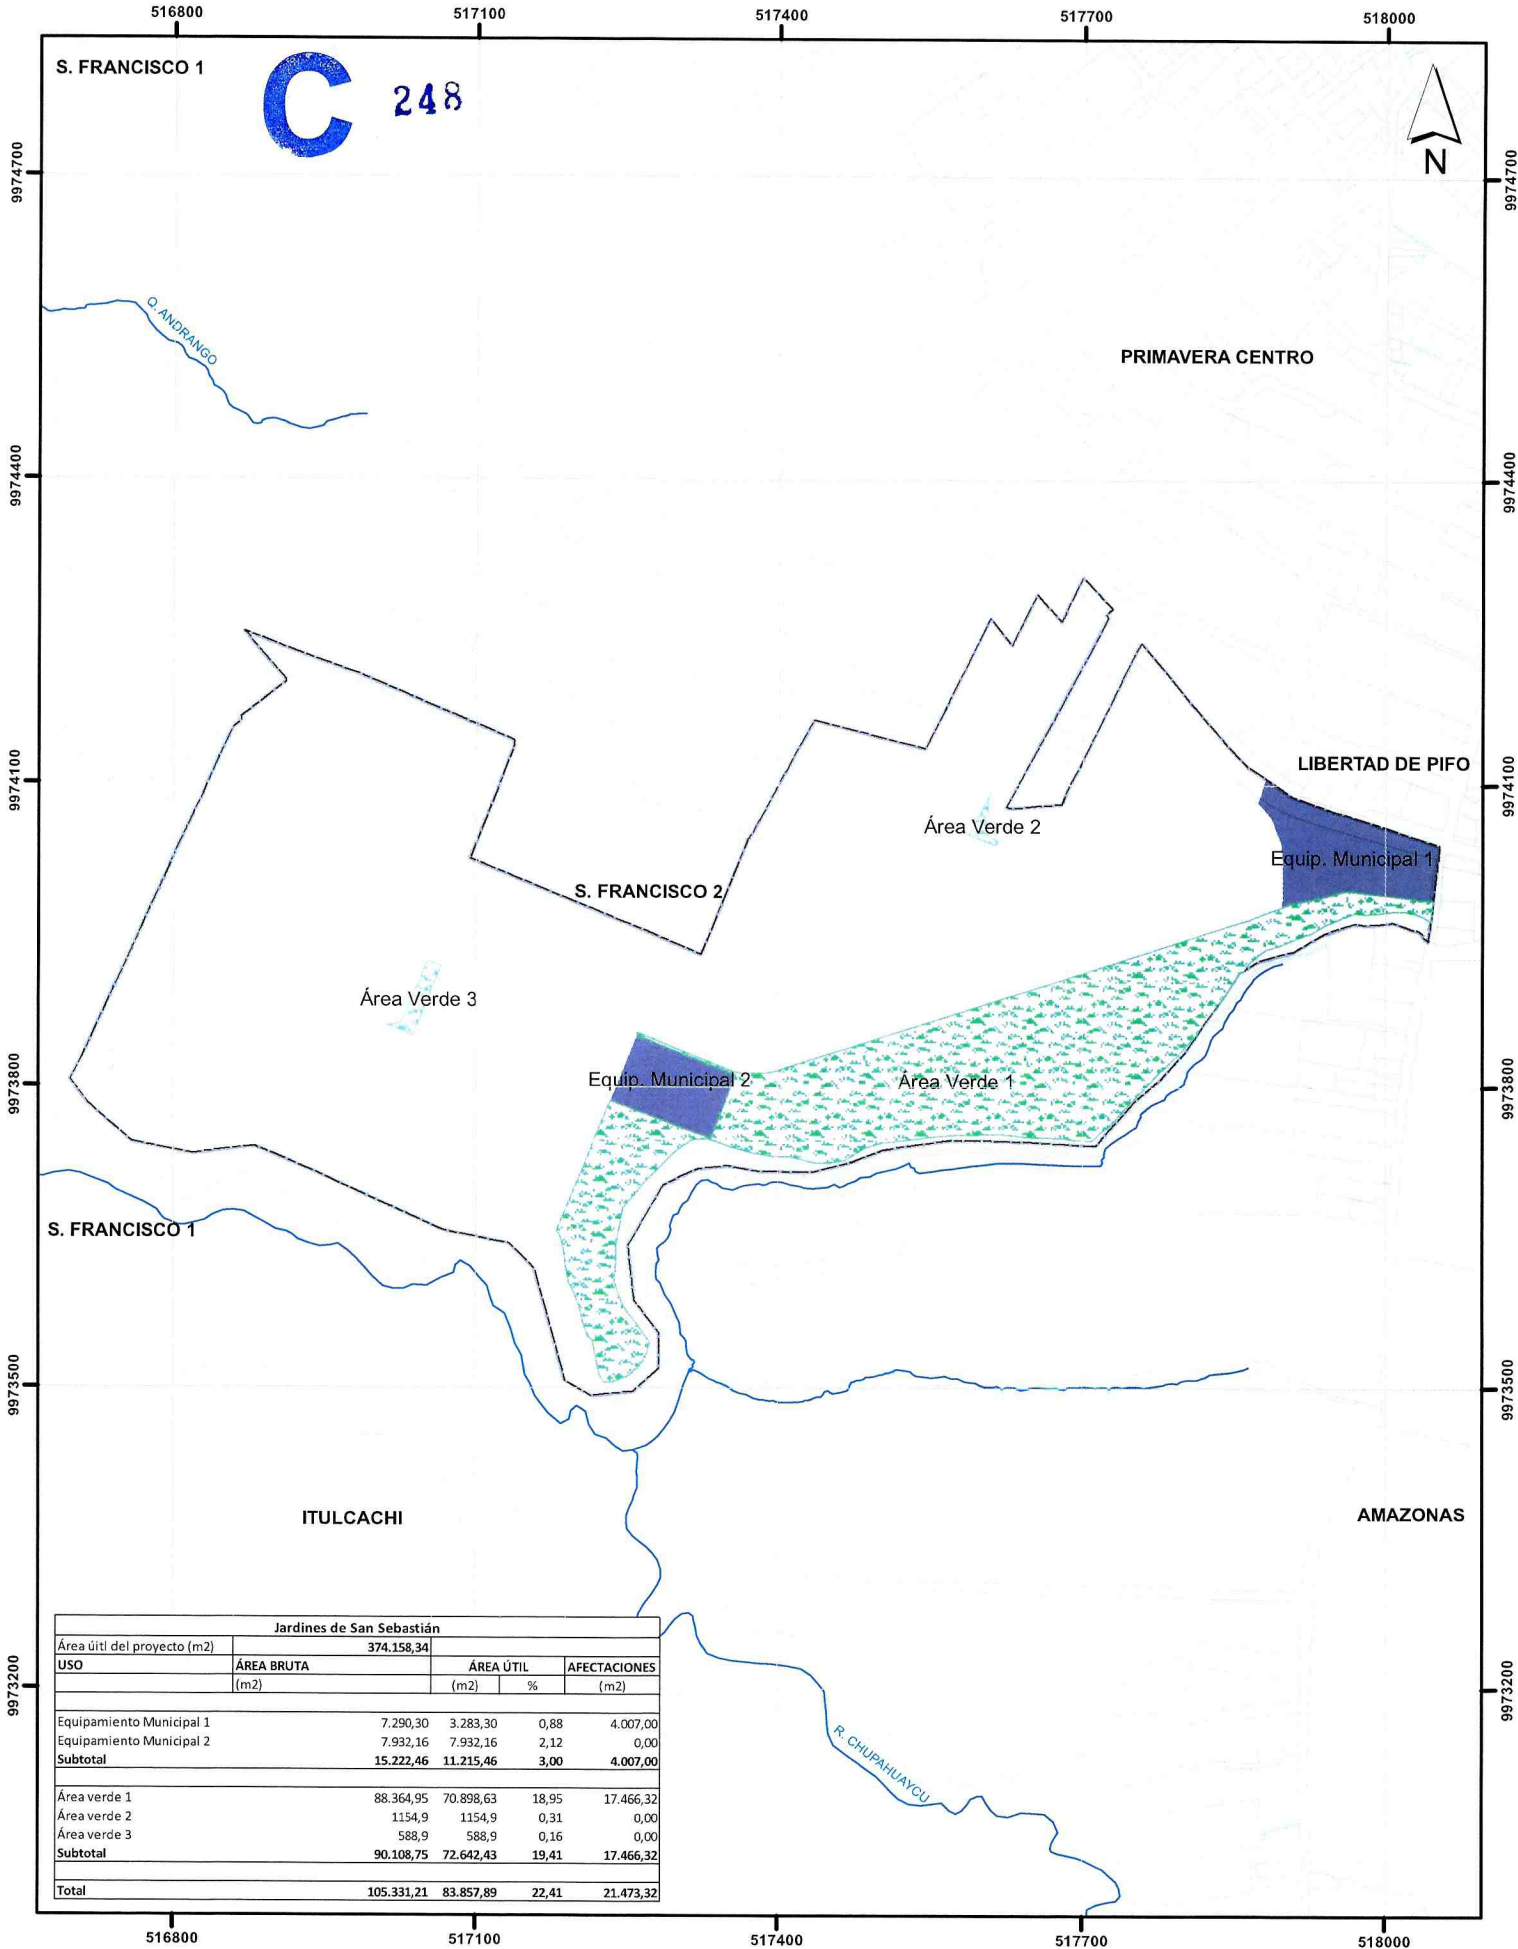 516800 517100 517400 517700 518000
S. FRANCISCO 1
C 248
N
9974700 9974700
Q. ANDRANGO
PRIMAVERA CENTRO
9974400 9974400
LIBERTAD DE PIFO
9974100 9974100
Área Verde 2
Equip. Municipal 1
S. FRANCISCO 2
Área Verde 3
Equip. Municipal 2
Área Verde 1
9973800 9973800
S. FRANCISCO 1
9973500 9973500
ITULCACHI
AMAZONAS
Jardines de San Sebastián
Área úitl del proyecto (m2) 374.158,34
USO ÁREA BRUTA ÁREA ÚTIL AFECTACIONES
(m2) (m2) % (m2)
Equipamiento Municipal 1 7.290,30 3.283,30 0,88 4.007,00
Equipamiento Municipal 2 7.932,16 7.932,16 2,12 0,00
Subtotal 15.222,46 11.215,46 3,00 4.007,00
Área verde 1 88.364,95 70.898,63 18,95 17.466,32
Área verde 2 1154,9 1154,9 0,31 0,00
Área verde 3 588,9 588,9 0,16 0,00
Subtotal 90.108,75 72.642,43 19,41 17.466,32
Total 105.331,21 83.857,89 22,41 21.473,32
9973200 9973200
R. CHUPAHUAYCU
516800 517100 517400 517700 518000